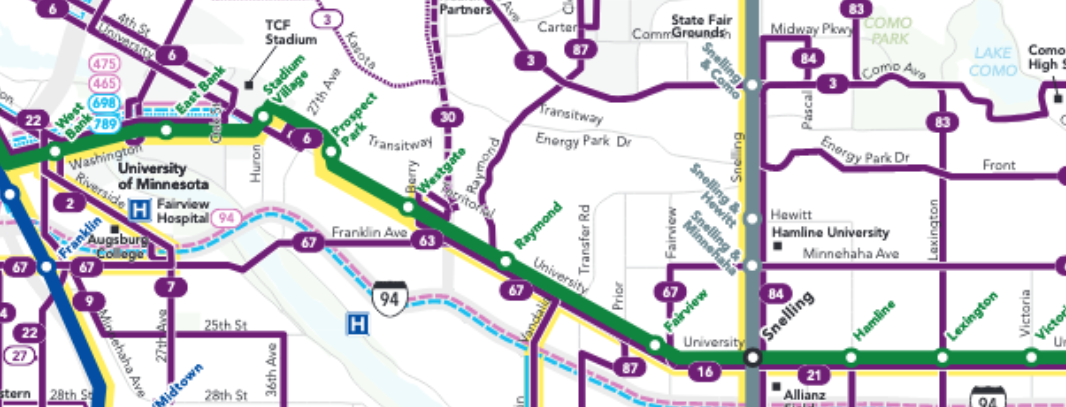 6
4th St
University
6
475
465
698
789
22
West
Bank
East Bank
TCF
Stadium
Stadium
Village
3
Kasota
27th Ave
Partners
Ave
3
Carter
87
State Fair
Grounds
Snelling
& Como
Midway Pkwy
83
84
3
COMO
PARK
Como Ave
LAKE
COMO
Como
High S
Pascal
83
30
Transitway
Energy Park Dr
Energy Park Dr
Front
Washington
Huron
6
Prospect
Park
Transitway
Berry
Westgate
Territorial
Raymond
Snelling
University
of Minnesota
H
Fairview
Hospital
94
Riverside
2
Augsburg
College
Franklin
67
67
67
Franklin Ave
63
Raymond
University
67
Transfer Rd
Fairview
Snelling &
Hewitt
Hewitt
Hamline University
Snelling &
Minnehaha
Minnehaha Ave
Lexington
67
84
Snelling
Prior
Fairview
University
Hamline
Lexington
Victoria
Victo
Un
9
7
4
22
27
Minnehaha Ave
27th Ave
25th St
36th Ave
28th St
28th St
stern
Midtown
94
H
Vandalia
87
16
21
Allianz
94